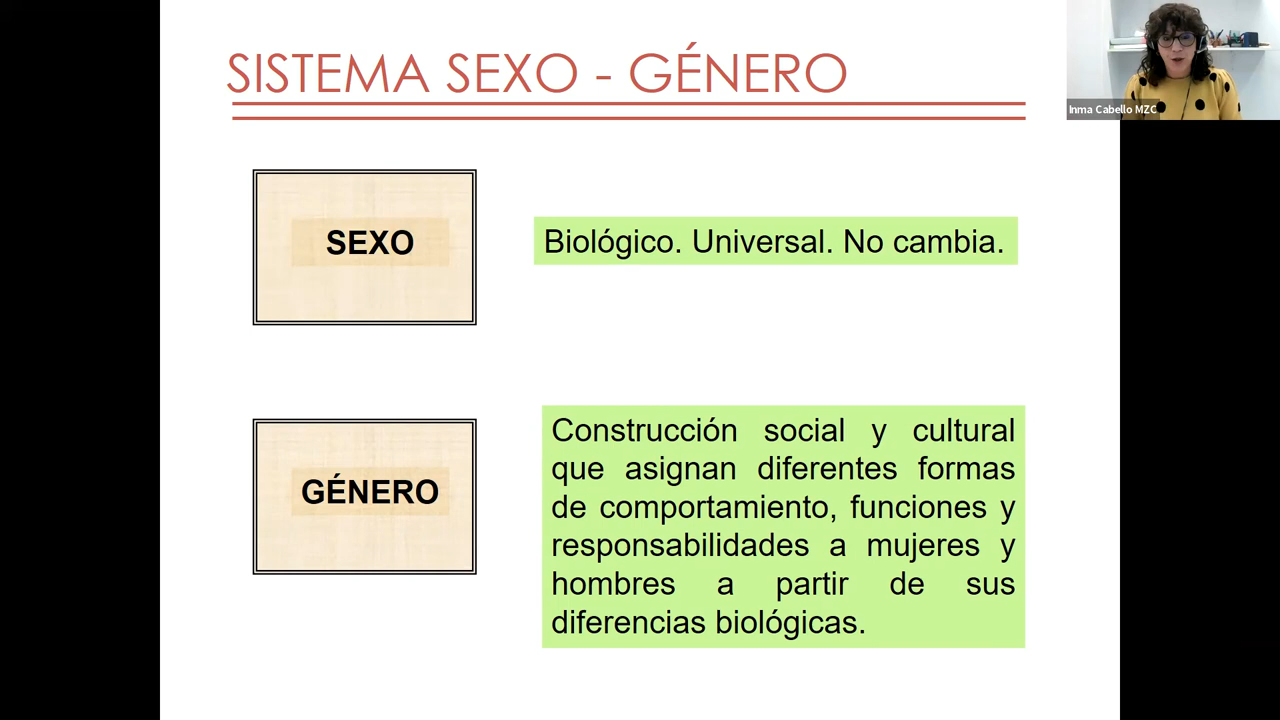 SISTEMA SEXO - GÉNERO
Inma Cabello MZC
SEXO
Biológico. Universal. No cambia.
GÉNERO
Construcción social y cultural
que asignan diferentes formas
de comportamiento, funciones y
responsabilidades a mujeres y
hombres a partir de sus
diferencias biológicas.